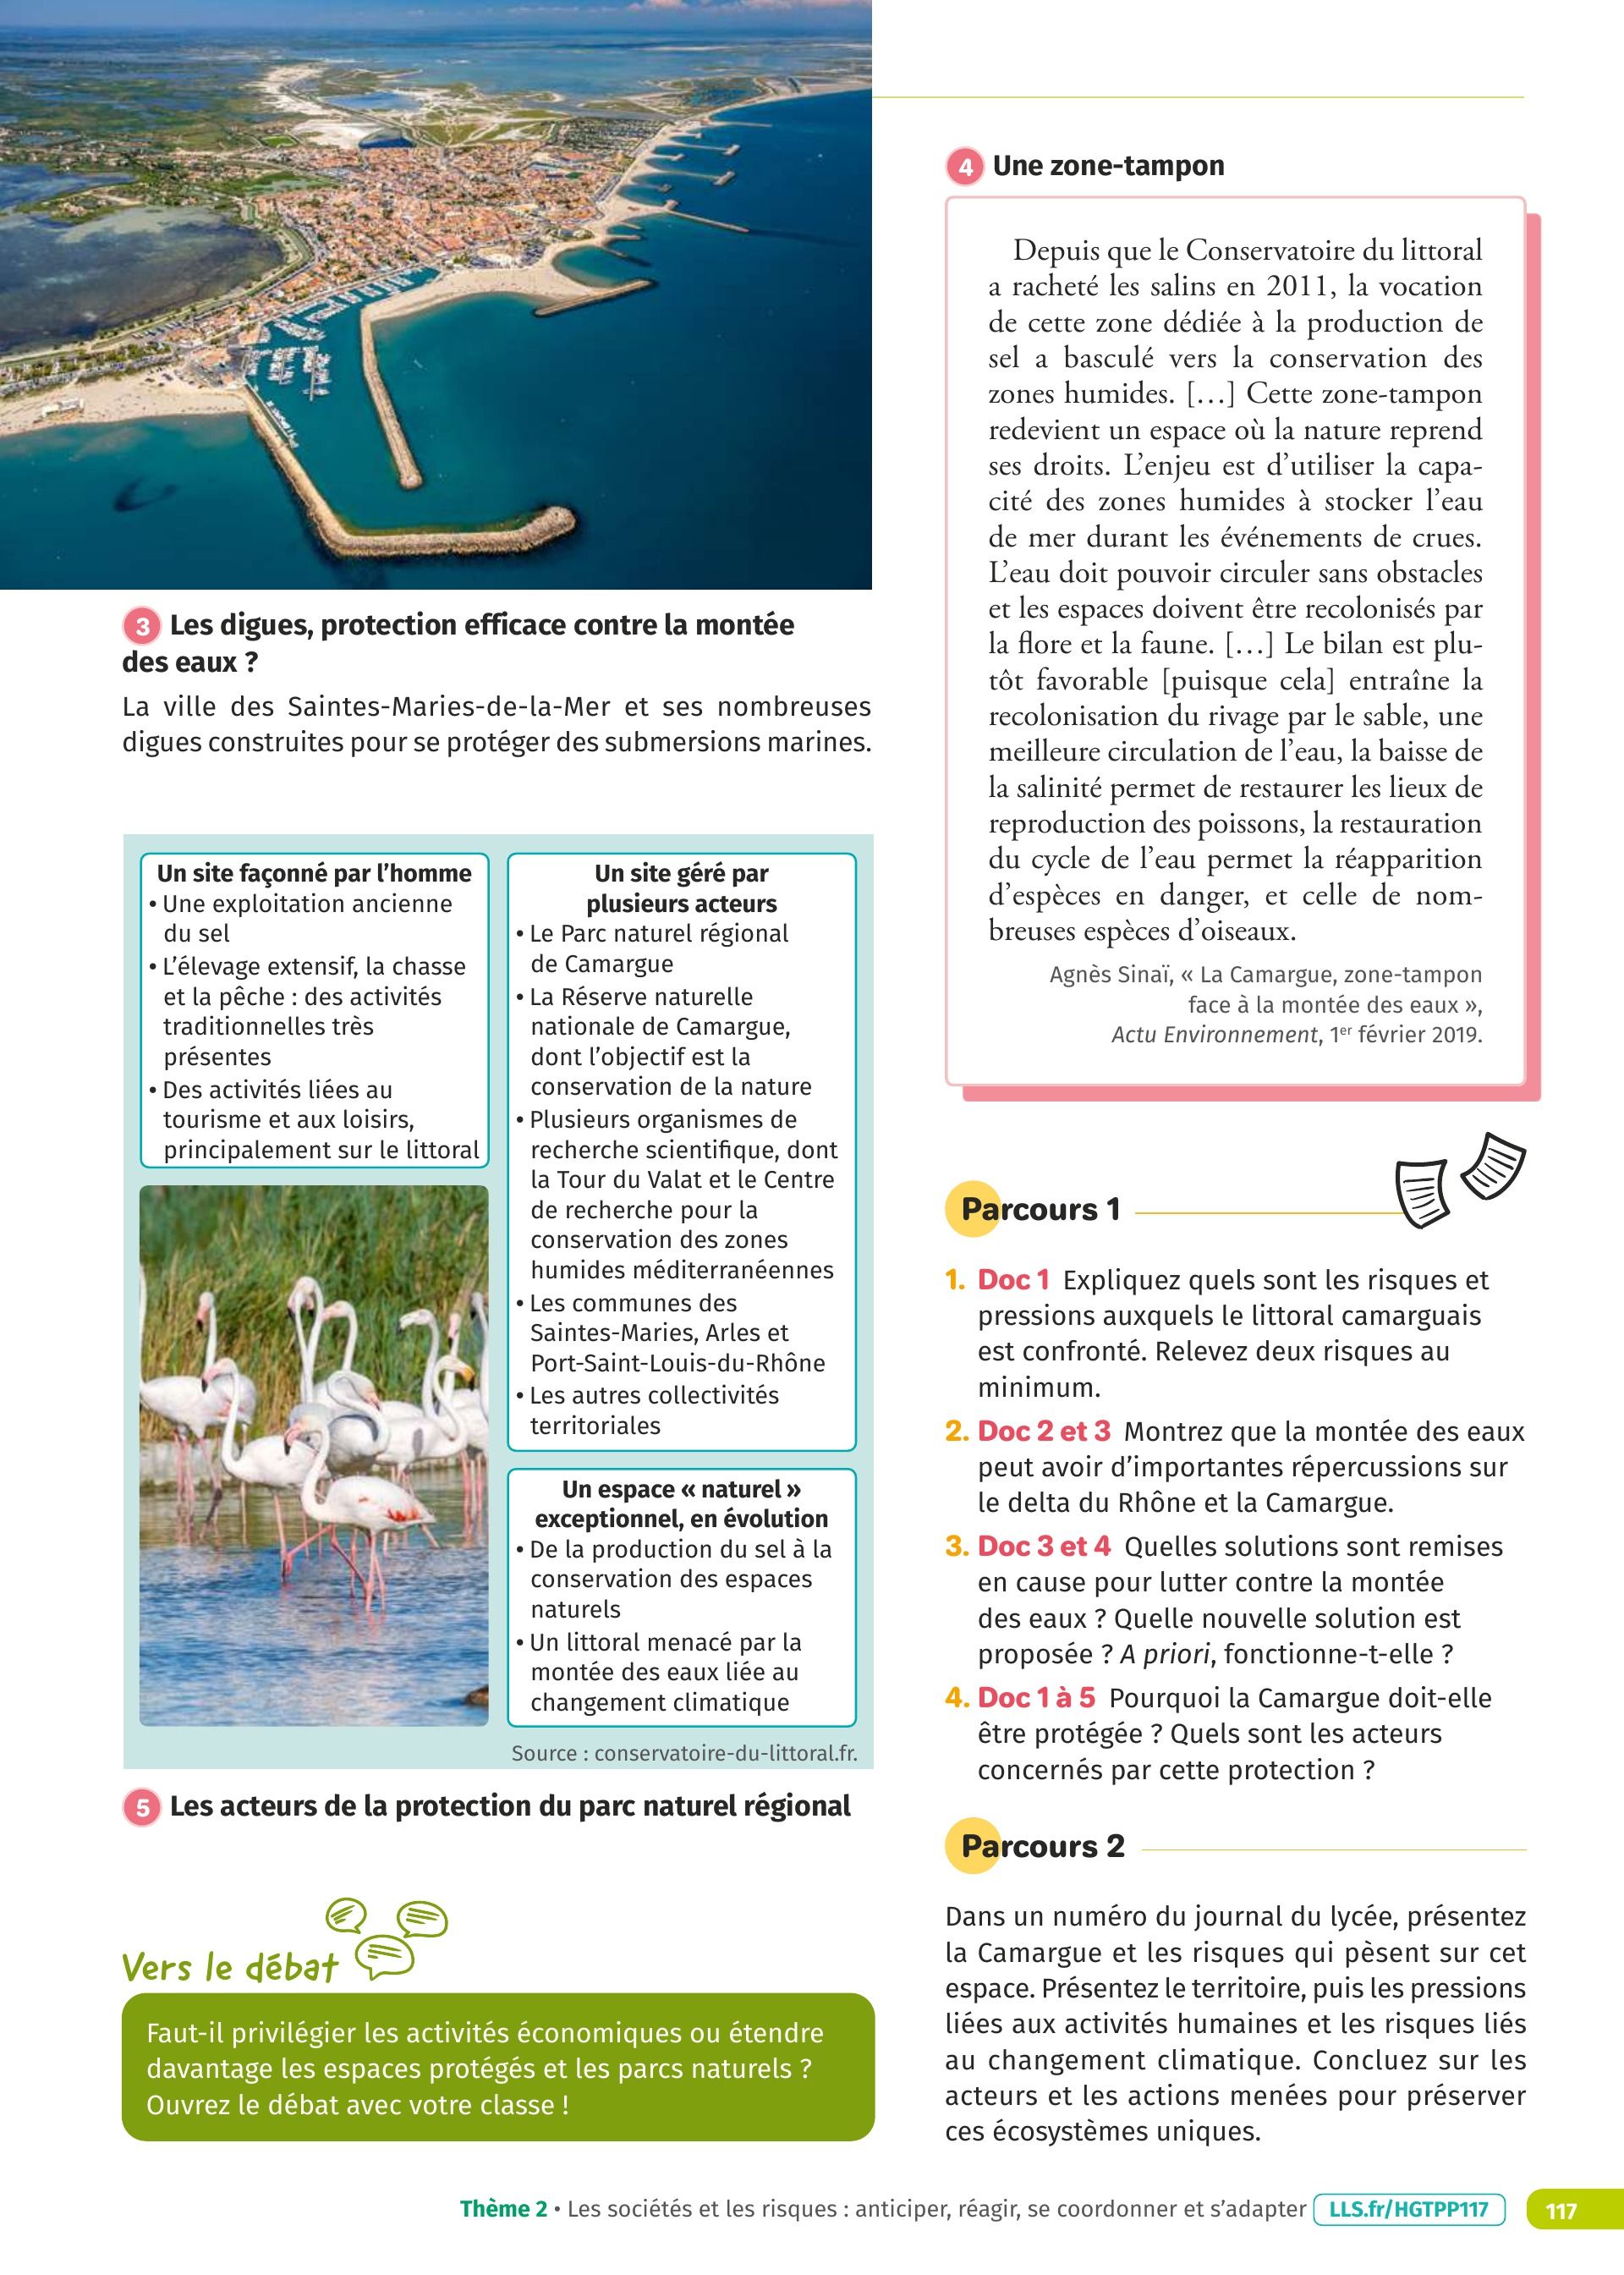 3 Les digues, protection efficace contre la montée
des eaux ?
La ville des Saintes-Maries-de-la-Mer et ses nombreuses
digues construites pour se protéger des submersions marines.
Un site façonné par l'homme
• Une exploitation ancienne
du sel
• L'élevage extensif, la chasse
et la pêche : des activités
traditionnelles très
présentes
• Des activités liées au
tourisme et aux loisirs,
principalement sur le littoral
Un site géré par
plusieurs acteurs
• Le Parc naturel régional
de Camargue
• La Réserve naturelle
nationale de Camargue,
dont l'objectif est la
conservation de la nature
• Plusieurs organismes de
recherche scientifique, dont
la Tour du Valat et le Centre
de recherche pour la
conservation des zones
humides méditerranéennes
• Les communes des
Saintes-Maries, Arles et
Port-Saint-Louis-du-Rhône
• Les autres collectivités
territoriales
Un espace « naturel »
exceptionnel, en évolution
• De la production du sel à la
conservation des espaces
naturels
• Un littoral menacé par la
montée des eaux liée au
changement climatique
Source : conservatoire-du-littoral.fr.
5 Les acteurs de la protection du parc naturel régional
Vers le débat
Faut-il privilégier les activités économiques ou étendre
davantage les espaces protégés et les parcs naturels ?
Ouvrez le débat avec votre classe !
4 Une zone-tampon
Depuis que le Conservatoire du littoral
a racheté les salins en 2011, la vocation
de cette zone dédiée à la production de
sel a basculé vers la conservation des
zones humides. […] Cette zone-tampon
redevient un espace où la nature reprend
ses droits. L'enjeu est d'utiliser la capa-
cité des zones humides à stocker l'eau
de mer durant les événements de crues.
L'eau doit pouvoir circuler sans obstacles
et les espaces doivent être recolonisés par
la flore et la faune. […] Le bilan est plu-
tôt favorable [puisque cela] entraîne la
recolonisation du rivage par le sable, une
meilleure circulation de l'eau, la baisse de
la salinité permet de restaurer les lieux de
reproduction des poissons, la restauration
du cycle de l'eau permet la réapparition
d'espèces en danger, et celle de nom-
breuses espèces d'oiseaux.
Agnès Sinaï, « La Camargue, zone-tampon
face à la montée des eaux »,
Actu Environnement, 1er février 2019.
Parcours 1
1. Doc 1 Expliquez quels sont les risques et
pressions auxquels le littoral camarguais
est confronté. Relevez deux risques au
minimum.
2. Doc 2 et 3 Montrez que la montée des eaux
peut avoir d'importantes répercussions sur
le delta du Rhône et la Camargue.
3. Doc 3 et 4 Quelles solutions sont remises
en cause pour lutter contre la montée
des eaux ? Quelle nouvelle solution est
proposée ? A priori, fonctionne-t-elle ?
4. Doc 1 à 5 Pourquoi la Camargue doit-elle
être protégée ? Quels sont les acteurs
concernés par cette protection ?
Parcours 2
Dans un numéro du journal du lycée, présentez
la Camargue et les risques qui pèsent sur cet
espace. Présentez le territoire, puis les pressions
liées aux activités humaines et les risques liés
au changement climatique. Concluez sur les
acteurs et les actions menées pour préserver
ces écosystèmes uniques.
Thème 2 • Les sociétés et les risques : anticiper, réagir, se coordonner et s'adapter LLS.fr/HGTPP117 117